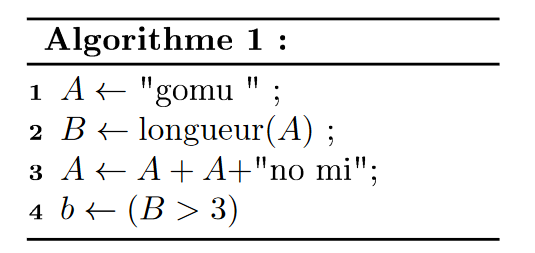 Algorithme 1 :
1 A ← "gomu " ;
2 B ← longueur(A) ;
3 A ← A + A+"no mi";
4 b ← (B > 3)